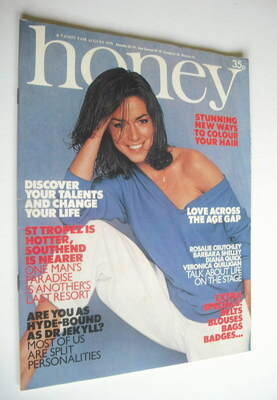 honey
35p
STUNNING
NEW WAYS
TO COLOUR
YOUR HAIR
DISCOVER
YOUR TALENTS
AND CHANGE
YOUR LIFE
LOVE ACROSS
THE AGE GAP
ST TROPEZ IS
HOTTER,
SOUTHEND
IS NEARER
ONE MAN'S
PARADISE
IS ANOTHER'S
LAST RESORT
ROSALIE CRUTCHLEY
BARBARA SHELLEY
DIANA QUICK
VERONICA QUILLIGAN
TALK ABOUT LIFE
ON THE STAGE
EXTRA
SPECIALS:
BELTS
BLOUSES
BAGS
BADGES...
ARE YOU AS
HYDE-BOUND
AS DR JEKYLL?
MOST OF US
ARE SPLIT
PERSONALITIES